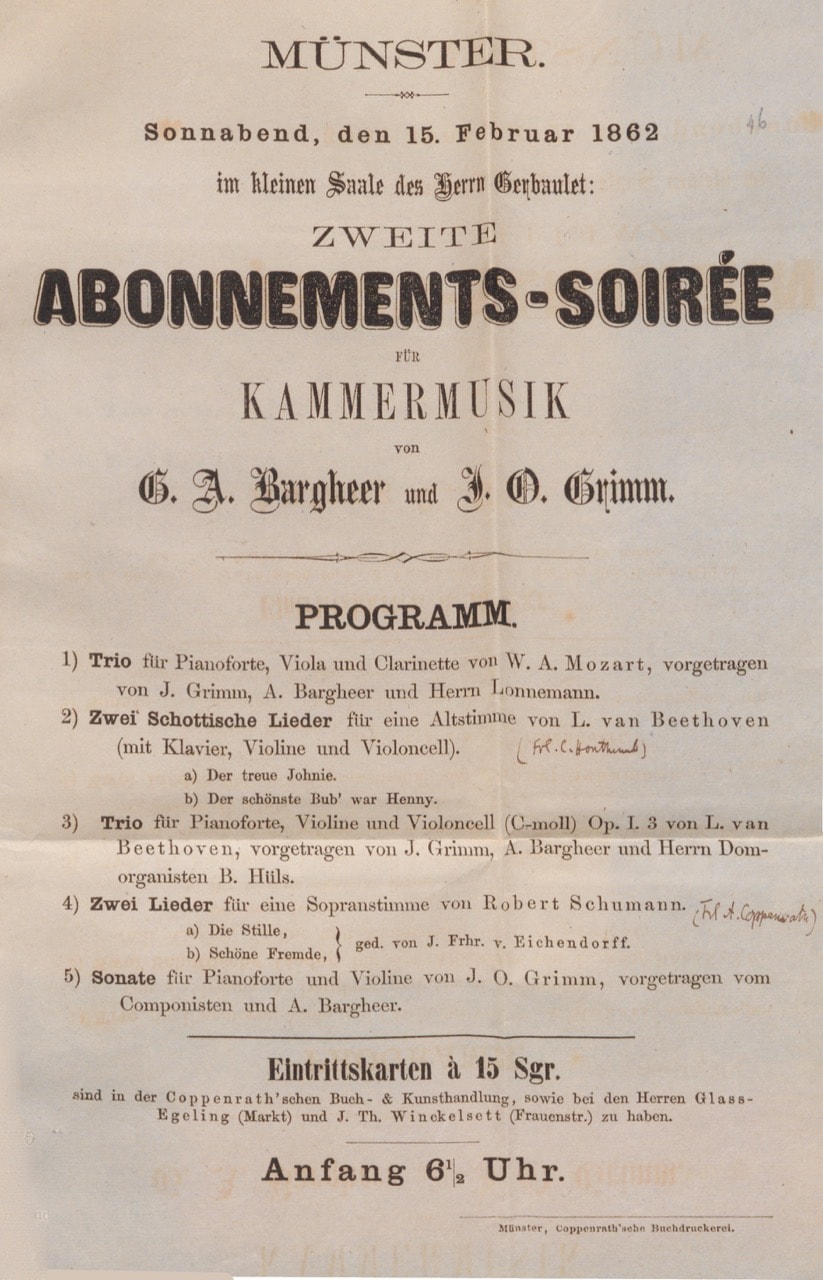 MÜNSTER.
Sonnabend, den 15. Februar 1862
46
im kleinen Saale des Herrn Gerbaulet:
ZWEITE
ABONNEMENTS-SOIRÉE
FÜR
KAMMERMUSIK
von
G. A. Bargheer und J. O. Grimm.
PROGRAMM.
1) Trio für Pianoforte, Viola und Clarinette von W. A. Mozart, vorgetragen
von J. Grimm, A. Bargheer und Herrn Lonnemann.
2) Zwei Schottische Lieder für eine Altstimme von L. van Beethoven
(mit Klavier, Violine und Violoncell). (Frl. C.
a) Der treue Johnie.
b) Der schönste Bub' war Henny.
3) Trio für Pianoforte, Violine und Violoncell (C-moll) Op. I. 3 von L. van
Beethoven, vorgetragen von J. Grimm, A. Bargheer und Herrn Dom-
organisten B. Hüls.
4) Zwei Lieder für eine Sopranstimme von Robert Schumann. (Frl A. Coppenrath)
a) Die Stille,
b) Schöne Fremde, } ged. von J. Frhr. v. Eichendorff.
5) Sonate für Pianoforte und Violine von J. O. Grimm, vorgetragen vom
Componisten und A. Bargheer.
Eintrittskarten à 15 Sgr.
sind in der Coppenrath'schen Buch- & Kunsthandlung, sowie bei den Herren Glass-
Egeling (Markt) und J. Th. Winckelsett (Frauenstr.) zu haben.
Anfang 6 1/2 Uhr.
Münster, Coppenrath'sche Buchdruckerei.